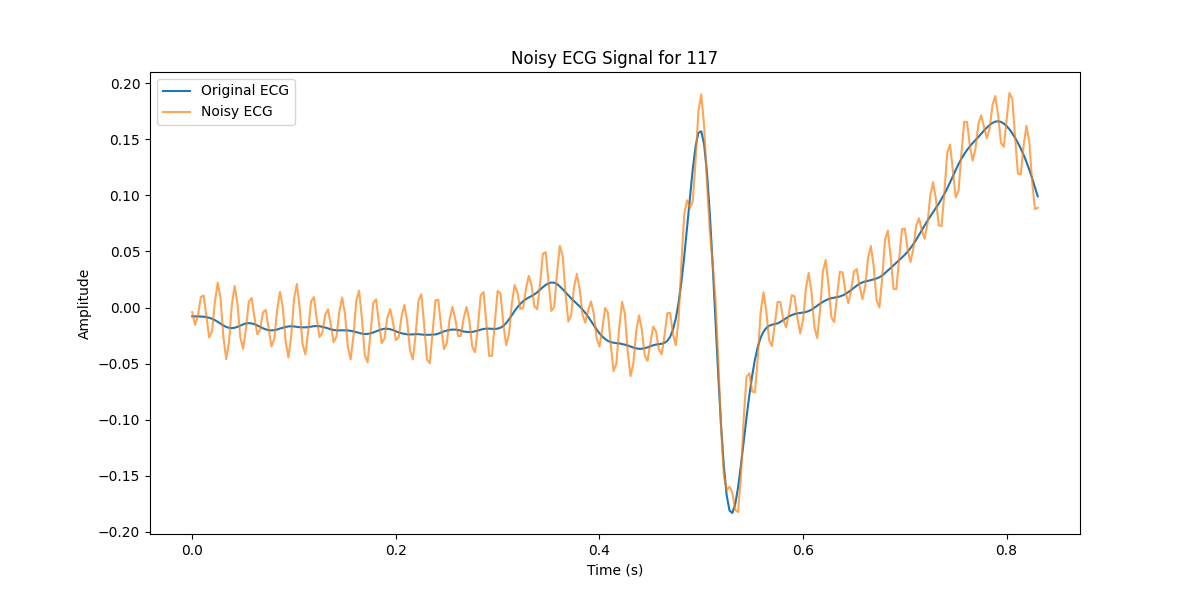 Noisy ECG Signal for 117
Original ECG
Noisy ECG
0.20
0.15
0.10
0.05
0.00
−0.05
−0.10
−0.15
−0.20
Amplitude
0.0 0.2 0.4 0.6 0.8
Time (s)